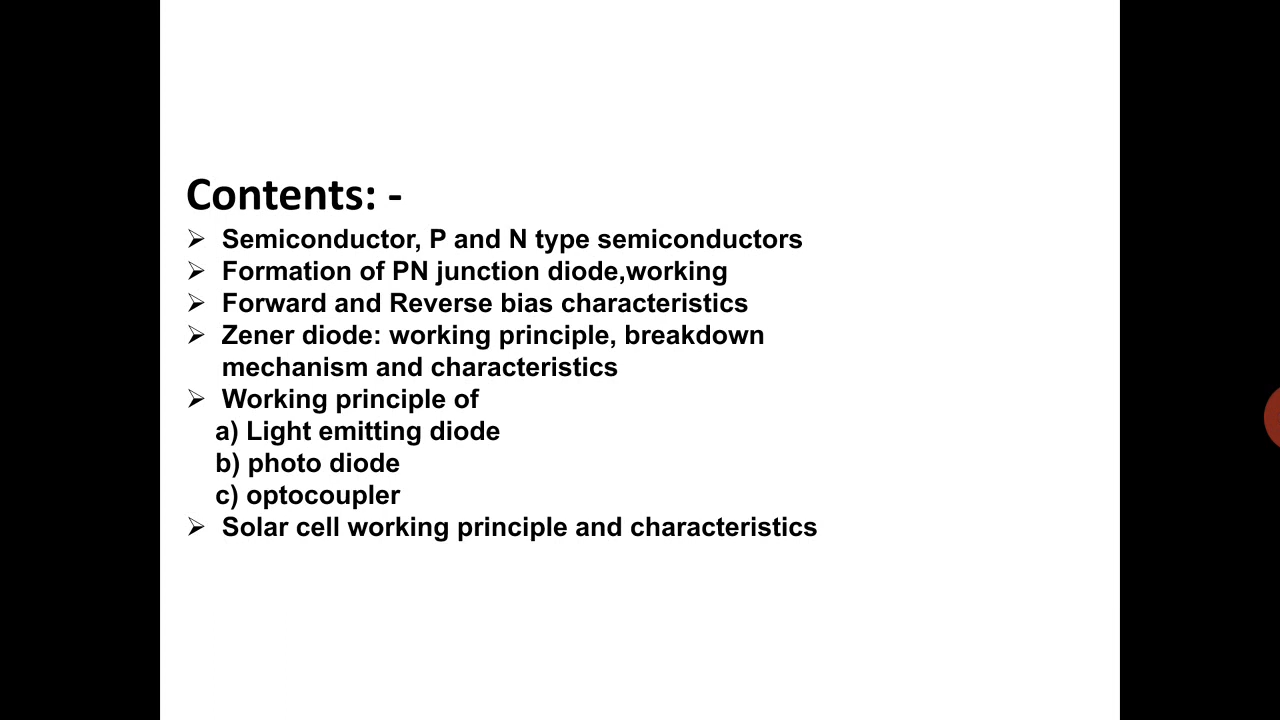 Contents: -
➢ Semiconductor, P and N type semiconductors
➢ Formation of PN junction diode,working
➢ Forward and Reverse bias characteristics
➢ Zener diode: working principle, breakdown
mechanism and characteristics
➢ Working principle of
a) Light emitting diode
b) photo diode
c) optocoupler
➢ Solar cell working principle and characteristics